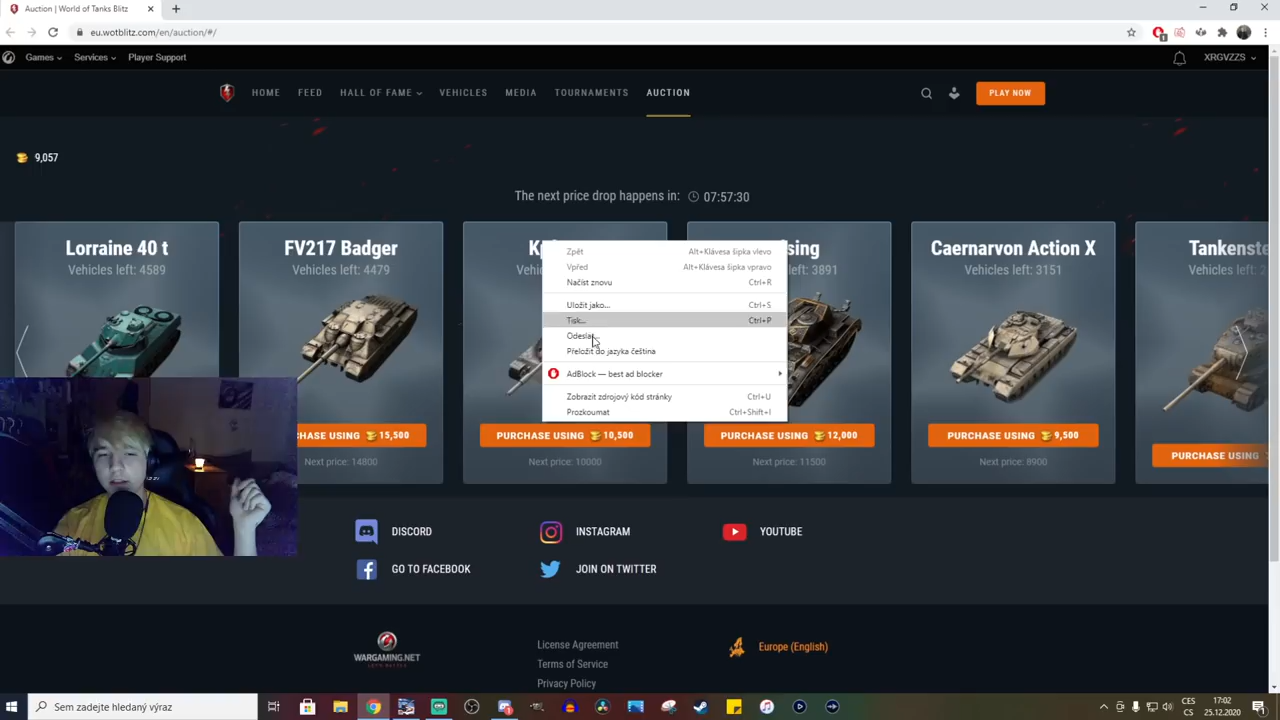 Auction | World of Tanks Blitz
eu.wotblitz.com/en/auction/#/
1
Games
Services
Player Support
XRGVZZS
HOME
FEED
HALL OF FAME
VEHICLES
MEDIA
TOURNAMENTS
AUCTION
PLAY NOW
9,057
The next price drop happens in: 07:57:30
Lorraine 40 t
Vehicles left: 4589
FV217 Badger
Vehicles left: 4479
CHASE USING 15,500
Next price: 14800
PURCHASE USING 10,500
Next price: 10000
Vehicles left: 3891
PURCHASE USING 12,000
Next price: 11500
Caernarvon Action X
Vehicles left: 3151
PURCHASE USING 9,500
Next price: 8900
Tankenste
Vehicles left:
PURCHASE USING
Zpět Alt+Klávesa šipka vlevo
Vpřed Alt+Klávesa šipka vpravo
Načíst znovu Ctrl+R
Uložit jako... Ctrl+S
Tisk... Ctrl+P
Odeslat
Přeložit do jazyka čeština
AdBlock — best ad blocker
Zobrazit zdrojový kód stránky Ctrl+U
Prozkoumat Ctrl+Shift+I
DISCORD
INSTAGRAM
YOUTUBE
GO TO FACEBOOK
JOIN ON TWITTER
WARGAMING.NET
LET'S BATTLE
License Agreement
Terms of Service
Privacy Policy
Europe (English)
Sem zadejte hledaný výraz
CES
CS
17:02
25.12.2020